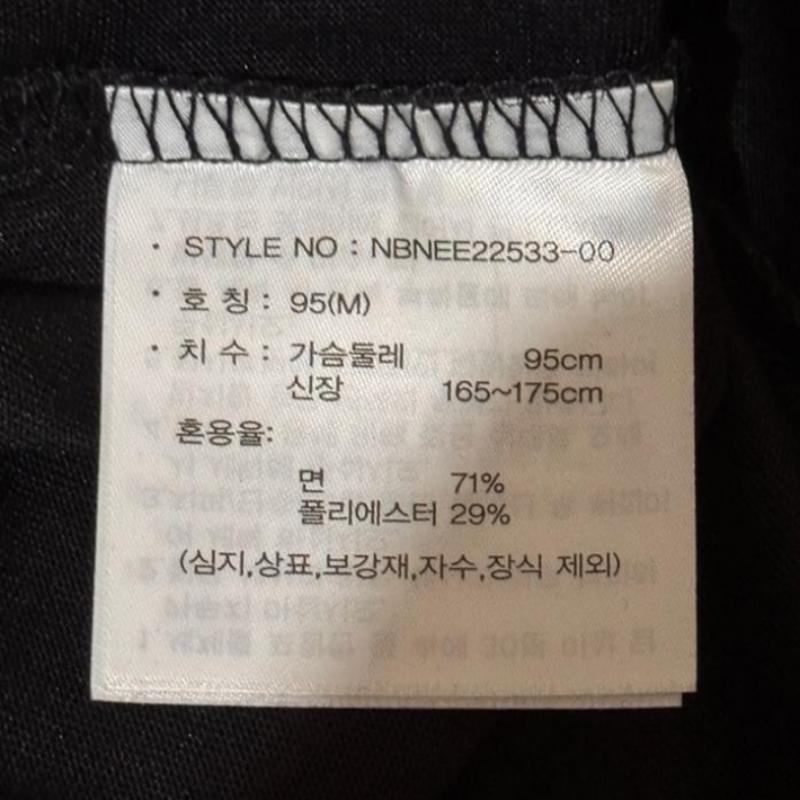 · STYLE NO : NBNEE22533-00
· 호 칭 : 95(M)
· 치 수 : 가슴둘레 95cm
신장 165~175cm
혼용율:
면 71%
폴리에스터 29%
(심지,상표,보강재,자수,장식 제외)